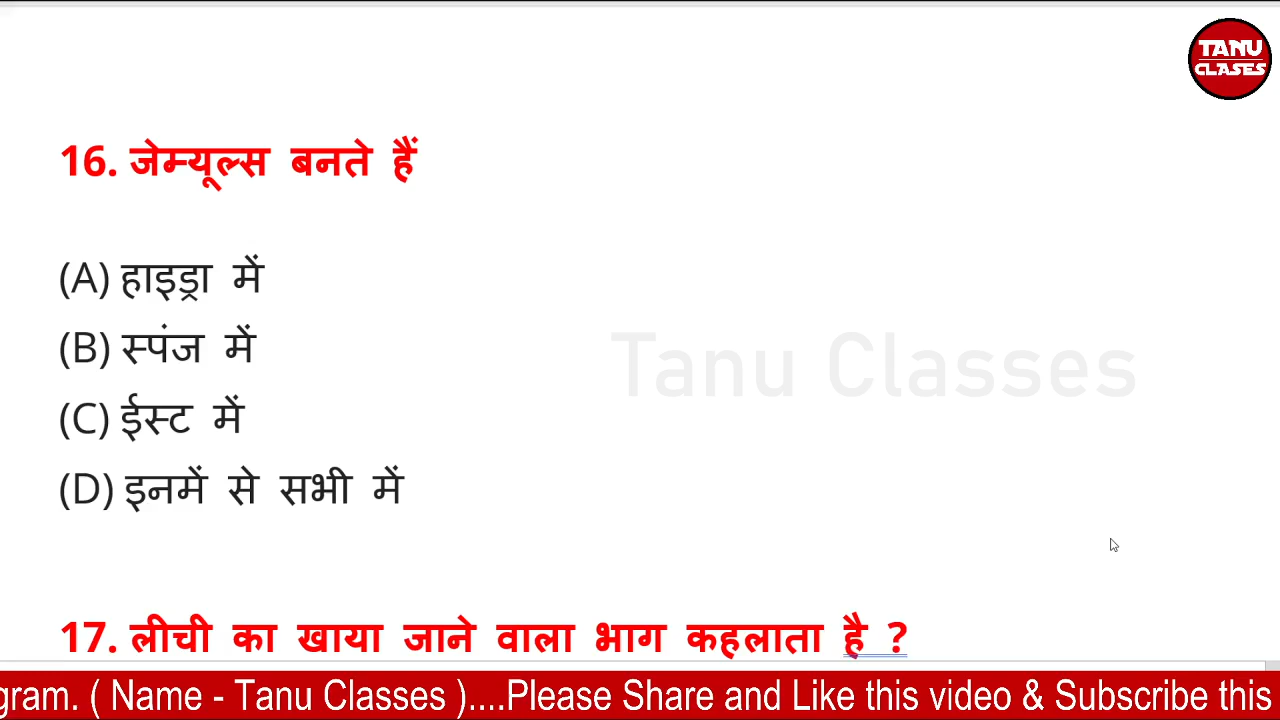 TANU
CLASES
16. जेम्यूल्स बनते हैं
(A) हाइड्रा में
(B) स्पंज में
(C) ईस्ट में
(D) इनमें से सभी में
Tanu Classes
17. लीची का खाया जाने वाला भाग कहलाता है ?
gram. ( Name - Tanu Classes )....Please Share and Like this video & Subscribe this